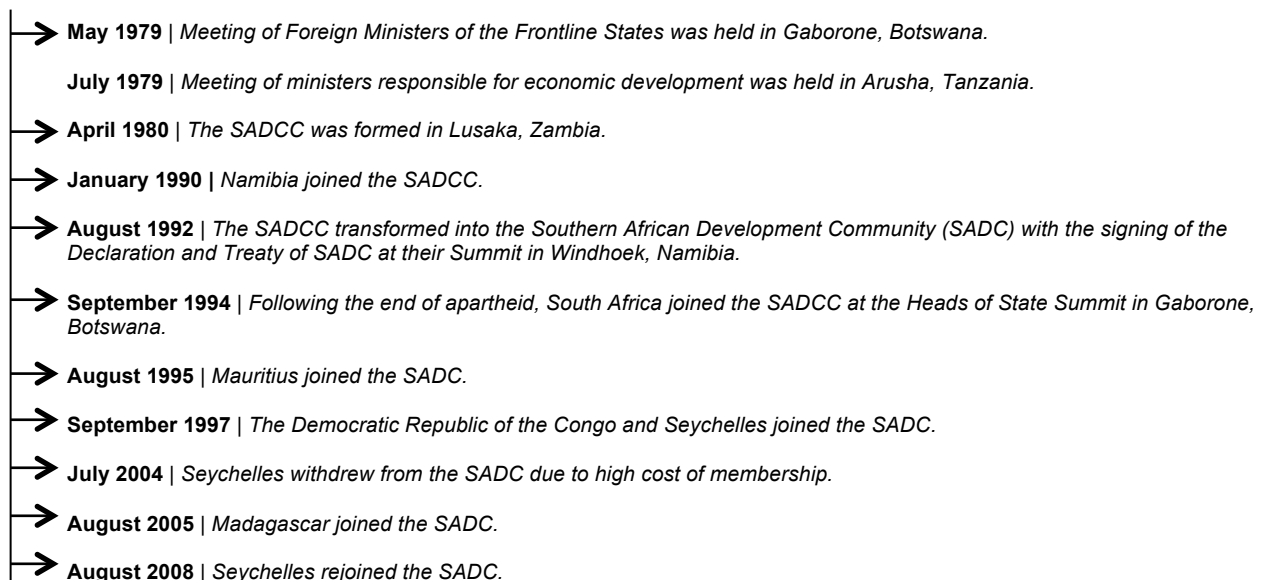 May 1979 | Meeting of Foreign Ministers of the Frontline States was held in Gaborone, Botswana.
July 1979 | Meeting of ministers responsible for economic development was held in Arusha, Tanzania.
April 1980 | The SADCC was formed in Lusaka, Zambia.
January 1990 | Namibia joined the SADCC.
August 1992 | The SADCC transformed into the Southern African Development Community (SADC) with the signing of the
Declaration and Treaty of SADC at their Summit in Windhoek, Namibia.
September 1994 | Following the end of apartheid, South Africa joined the SADCC at the Heads of State Summit in Gaborone,
Botswana.
August 1995 | Mauritius joined the SADC.
September 1997 | The Democratic Republic of the Congo and Seychelles joined the SADC.
July 2004 | Seychelles withdrew from the SADC due to high cost of membership.
August 2005 | Madagascar joined the SADC.
August 2008 | Seychelles rejoined the SADC.